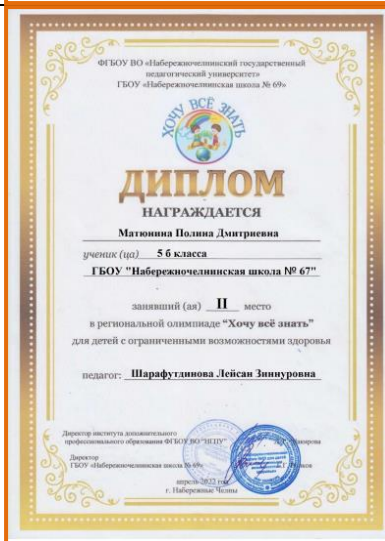 ФГБОУ ВО «Набережночелнинский государственный
педагогический университет»
ГБОУ «Набережночелнинская школа № 69»
ХОЧУ ВСЁ ЗНАТЬ
ДИПЛОМ
НАГРАЖДАЕТСЯ
Матюнина Полина Дмитриевна
ученик (ца) 5 б класса
ГБОУ "Набережночелнинская школа № 67"
занявший (ая) II место
в региональной олимпиаде “Хочу всё знать”
для детей с ограниченными возможностями здоровья
педагог: Шарафутдинова Лейсан Зиннуровна
Директор института дополнительного
профессионального образования ФГБОУ ВО "НГПУ"
Директор
ГБОУ «Набережночелнинская школа № 69»
апрель 2022 год
г. Набережные Челны